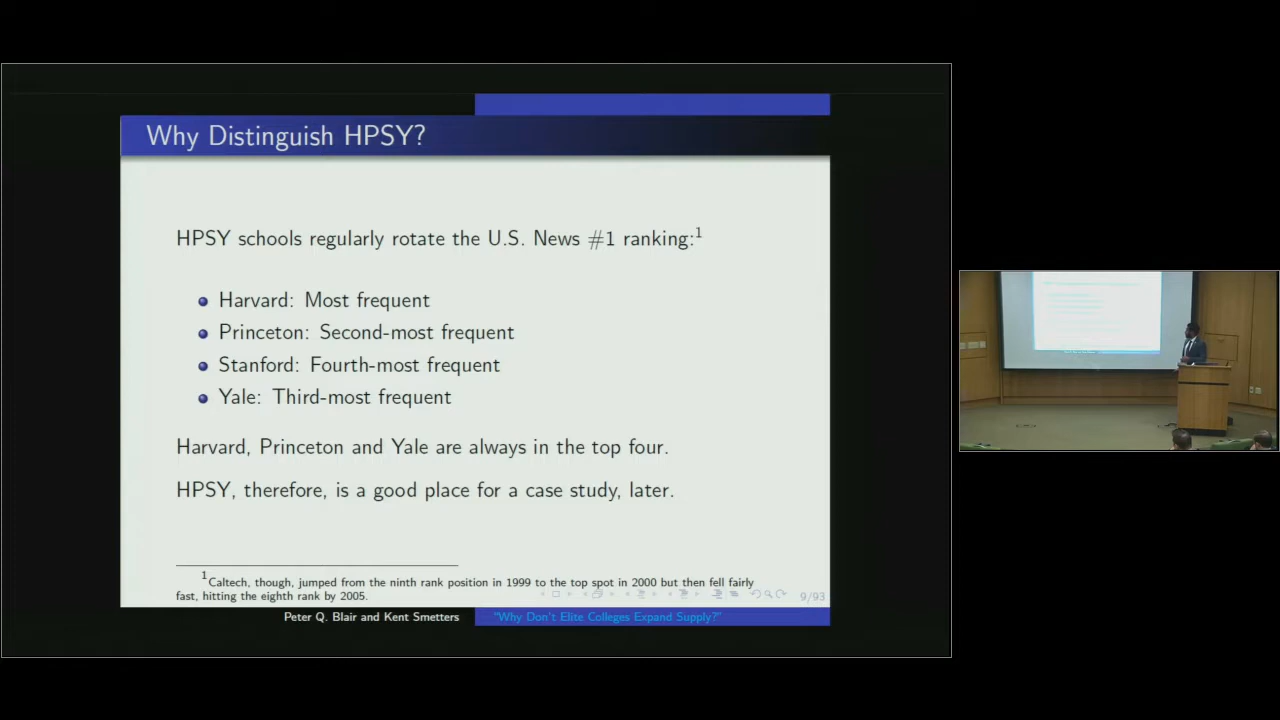 Why Distinguish HPSY?
HPSY schools regularly rotate the U.S. News #1 ranking:1
Harvard: Most frequent
Princeton: Second-most frequent
Stanford: Fourth-most frequent
Yale: Third-most frequent
Harvard, Princeton and Yale are always in the top four.
HPSY, therefore, is a good place for a case study, later.
1Caltech, though, jumped from the ninth rank position in 1999 to the top spot in 2000 but then fell fairly
fast, hitting the eighth rank by 2005.
9/93
Peter Q. Blair and Kent Smetters
"Why Don't Elite Colleges Expand Supply?"